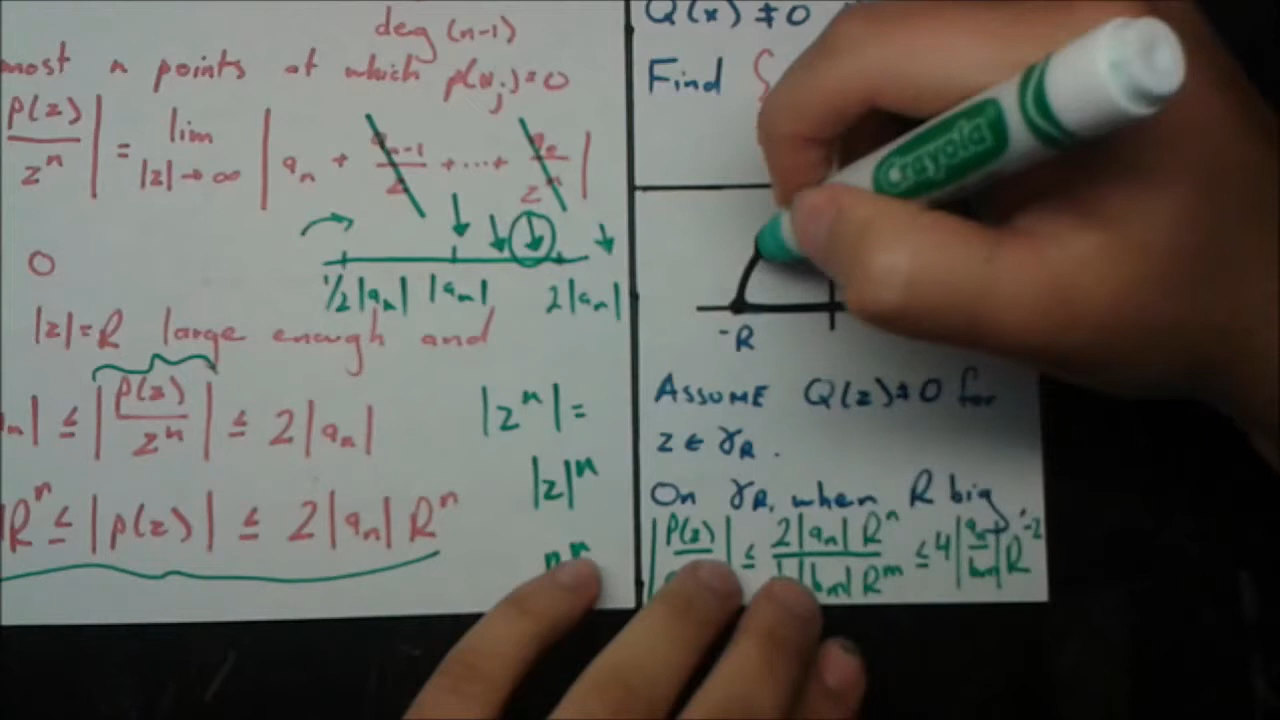 deg (n-1)
most n points at which p(αj)=0
|p(z)/z^n| = lim |z|→∞ |a_n + a_{n-1}/z + ... + a_0/z^n|
0
1/2|a_n| |a_n| 2|a_n|
|z|=R large enough and
|a_n| ≤ |p(z)/z^n| ≤ 2|a_n|
R^n ≤ |p(z)| ≤ 2|a_n|R^n
|z^n|=
|z|^n
Q(x)≠0
Find
Crayola
-R
ASSUME Q(z)≠0 for
z ∈ γ_R.
On γ_R, when R big,
|P(z)| ≤ 2|a_n| R^n / |b_m| R^m ≤ 4|a_n/b_m| R^-2